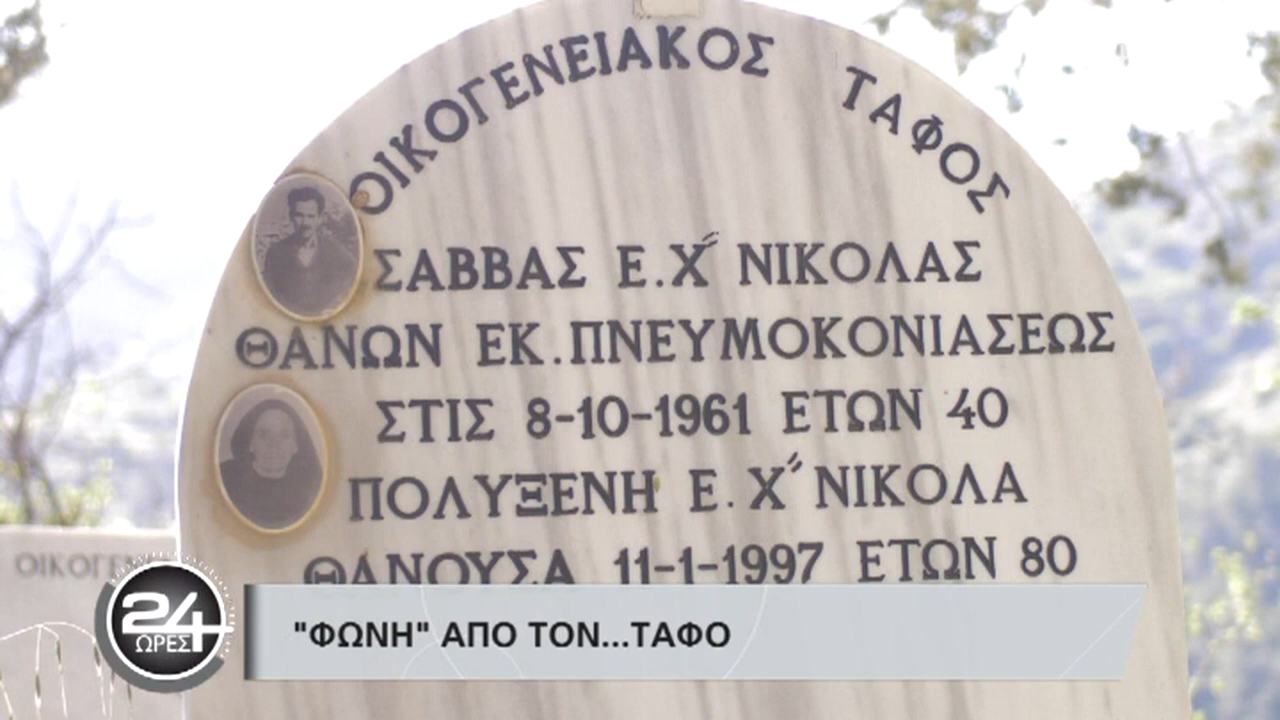 ΟΙΚΟΓΕΝΕΙΑΚΟΣ ΤΑΦΟΣ
ΣΑΒΒΑΣ Ε.Χ˝ ΝΙΚΟΛΑΣ
ΘΑΝΩΝ ΕΚ.ΠΝΕΥΜΟΚΟΝΙΑΣΕΩΣ
ΣΤΙΣ 8-10-1961 ΕΤΩΝ 40
ΠΟΛΥΞΕΝΗ Ε.Χ˝ ΝΙΚΟΛΑ
ΘΑΝΟΥΣΑ 11-1-1997 ΕΤΩΝ 80
ΟΙΚΟΓΕ
24
ΩΡΕΣ
"ΦΩΝΗ" ΑΠΟ ΤΟΝ...ΤΑΦΟ